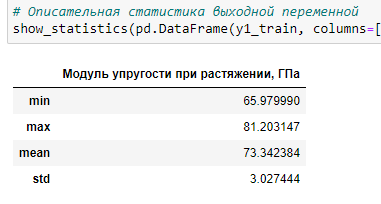 # Описательная статистика выходной переменной
show_statistics(pd.DataFrame(y1_train, columns=[
Модуль упругости при растяжении, ГПа
min 65.979990
max 81.203147
mean 73.342384
std 3.027444